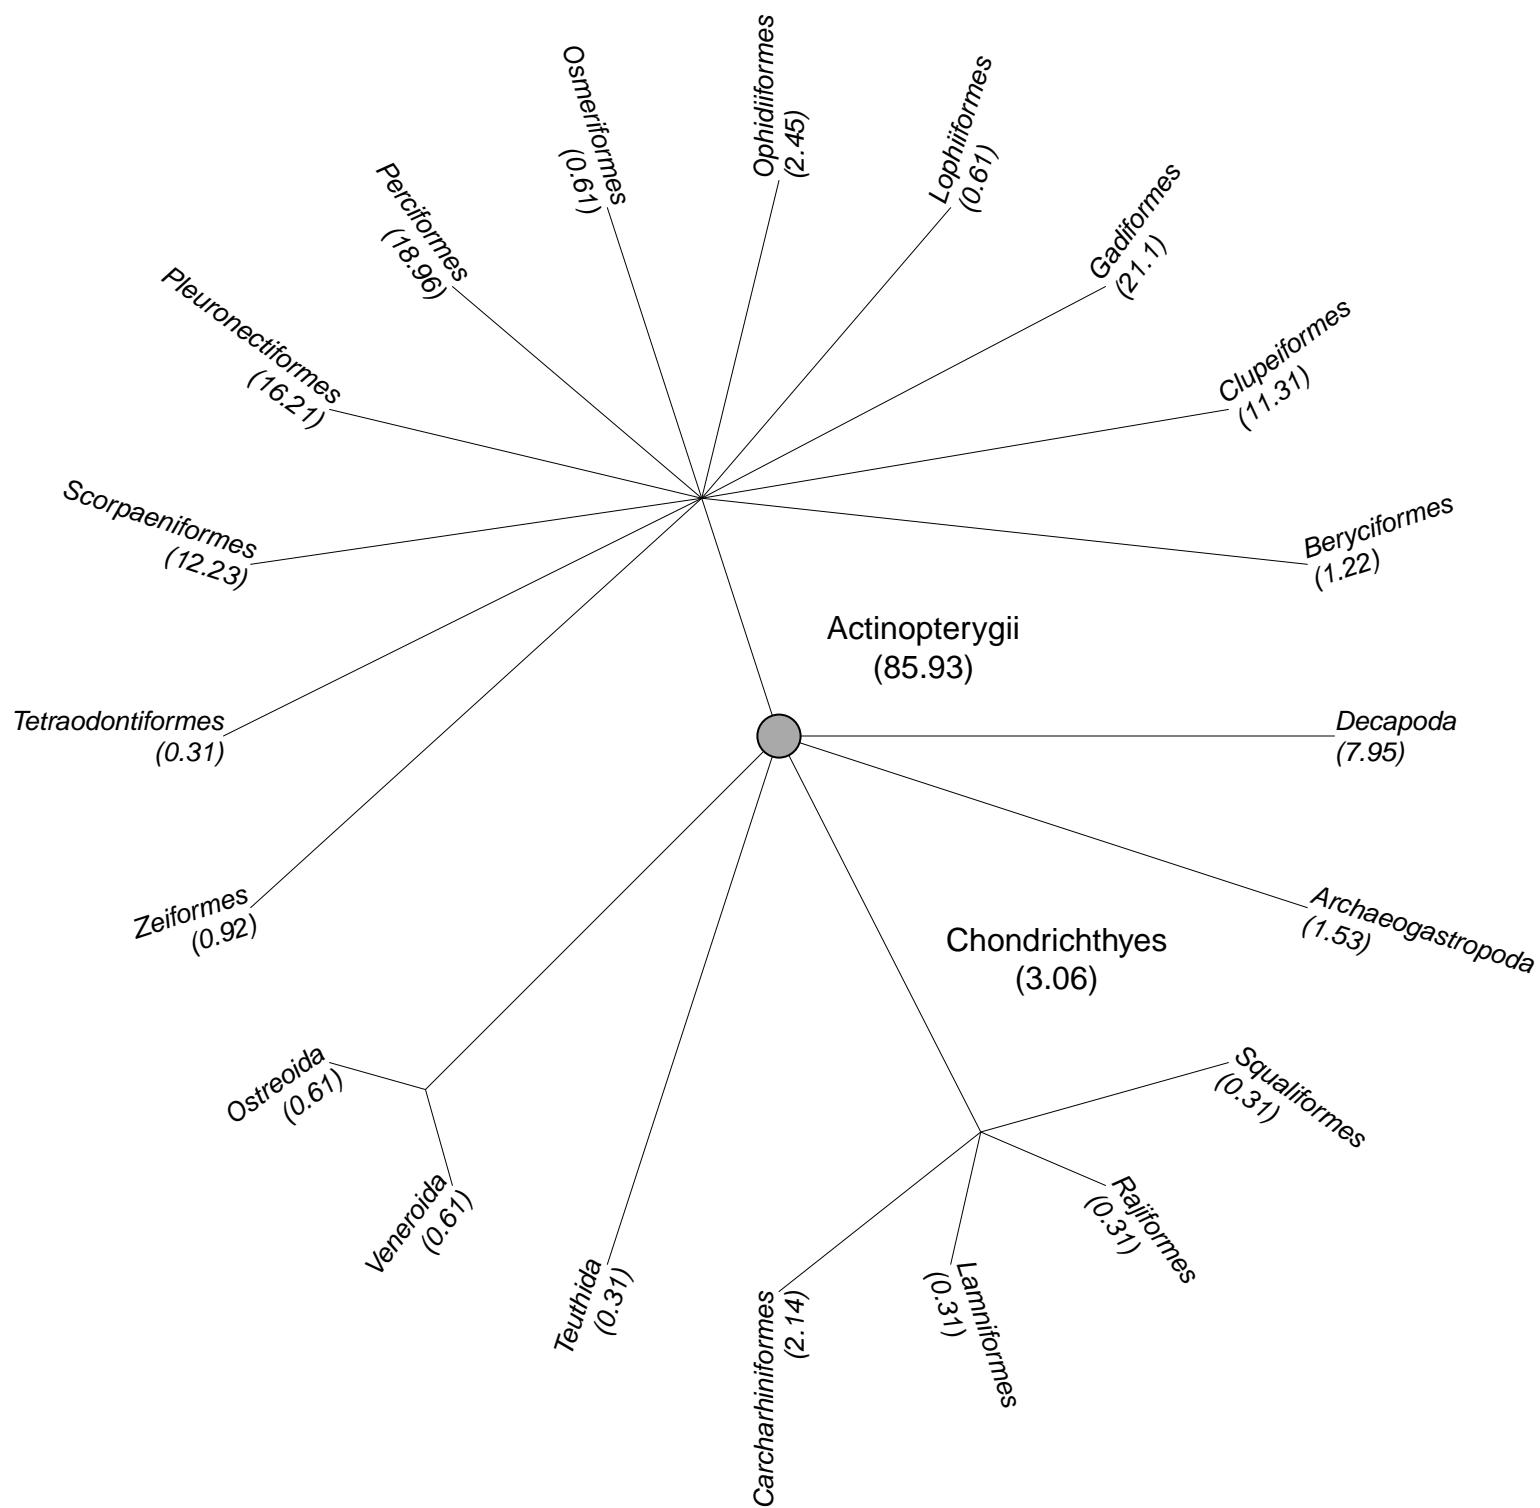 Ophidiiformes
(2.45)
Osmeriformes
(0.61)
Lophiiformes
(0.61)
Perciformes
(18.96)
Gadiformes
(21.1)
Pleuronectiformes
(16.21)
Clupeiformes
(11.31)
Scorpaeniformes
(12.23)
Beryciformes
(1.22)
Actinopterygii
(85.93)
Tetraodontiformes
(0.31)
Decapoda
(7.95)
Zeiformes
(0.92)
Archaeogastropoda
(1.53)
Chondrichthyes
(3.06)
Ostreoida
(0.61)
Squaliformes
(0.31)
Veneroida
(0.61)
Rajiformes
(0.31)
Teuthida
(0.31)
Lamniformes
(0.31)
Carcharhiniformes
(2.14)